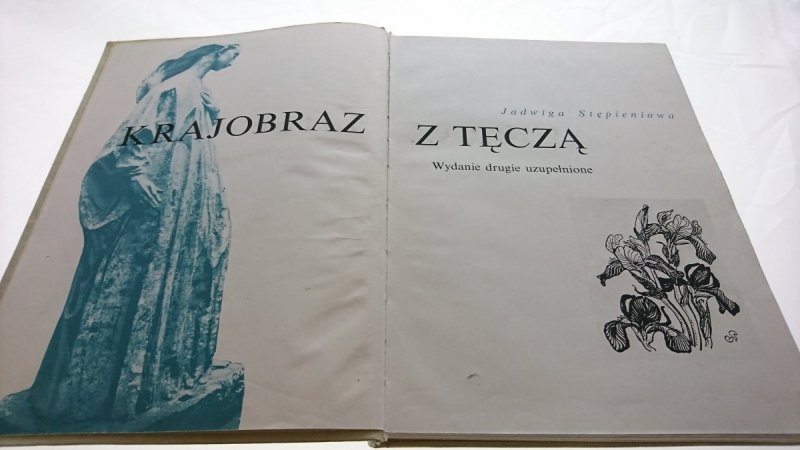 Jadwiga Stępieniowa
KRAJOBRAZ Z TĘCZĄ
Wydanie drugie uzupełnione